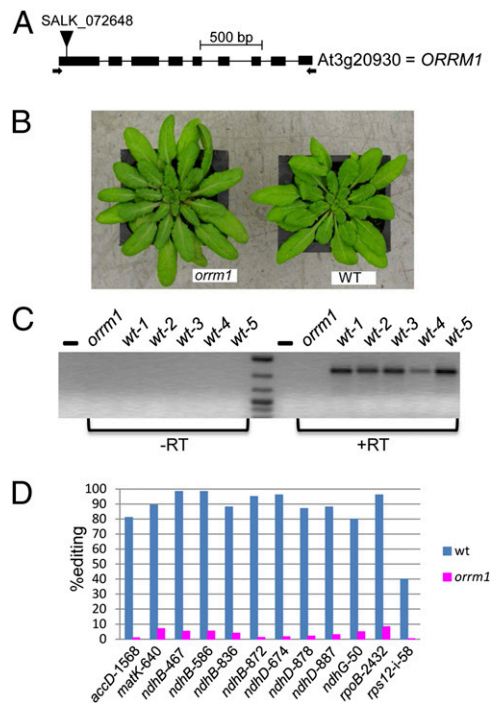 A
SALK_072648
500 bp
At3g20930 = ORRM1
B
orrm1
WT
C
orrm1 wt-1 wt-2 wt-3 wt-4 wt-5 orrm1 wt-1 wt-2 wt-3 wt-4 wt-5
-RT +RT
D
%editing
100
90
80
70
60
50
40
30
20
10
0
wt
orrm1
accD-1568 matK-640 ndhB-467 ndhB-586 ndhB-836 ndhB-872 ndhD-674 ndhD-878 ndhD-887 ndhG-50 rpoB-2432 rps12-i-58